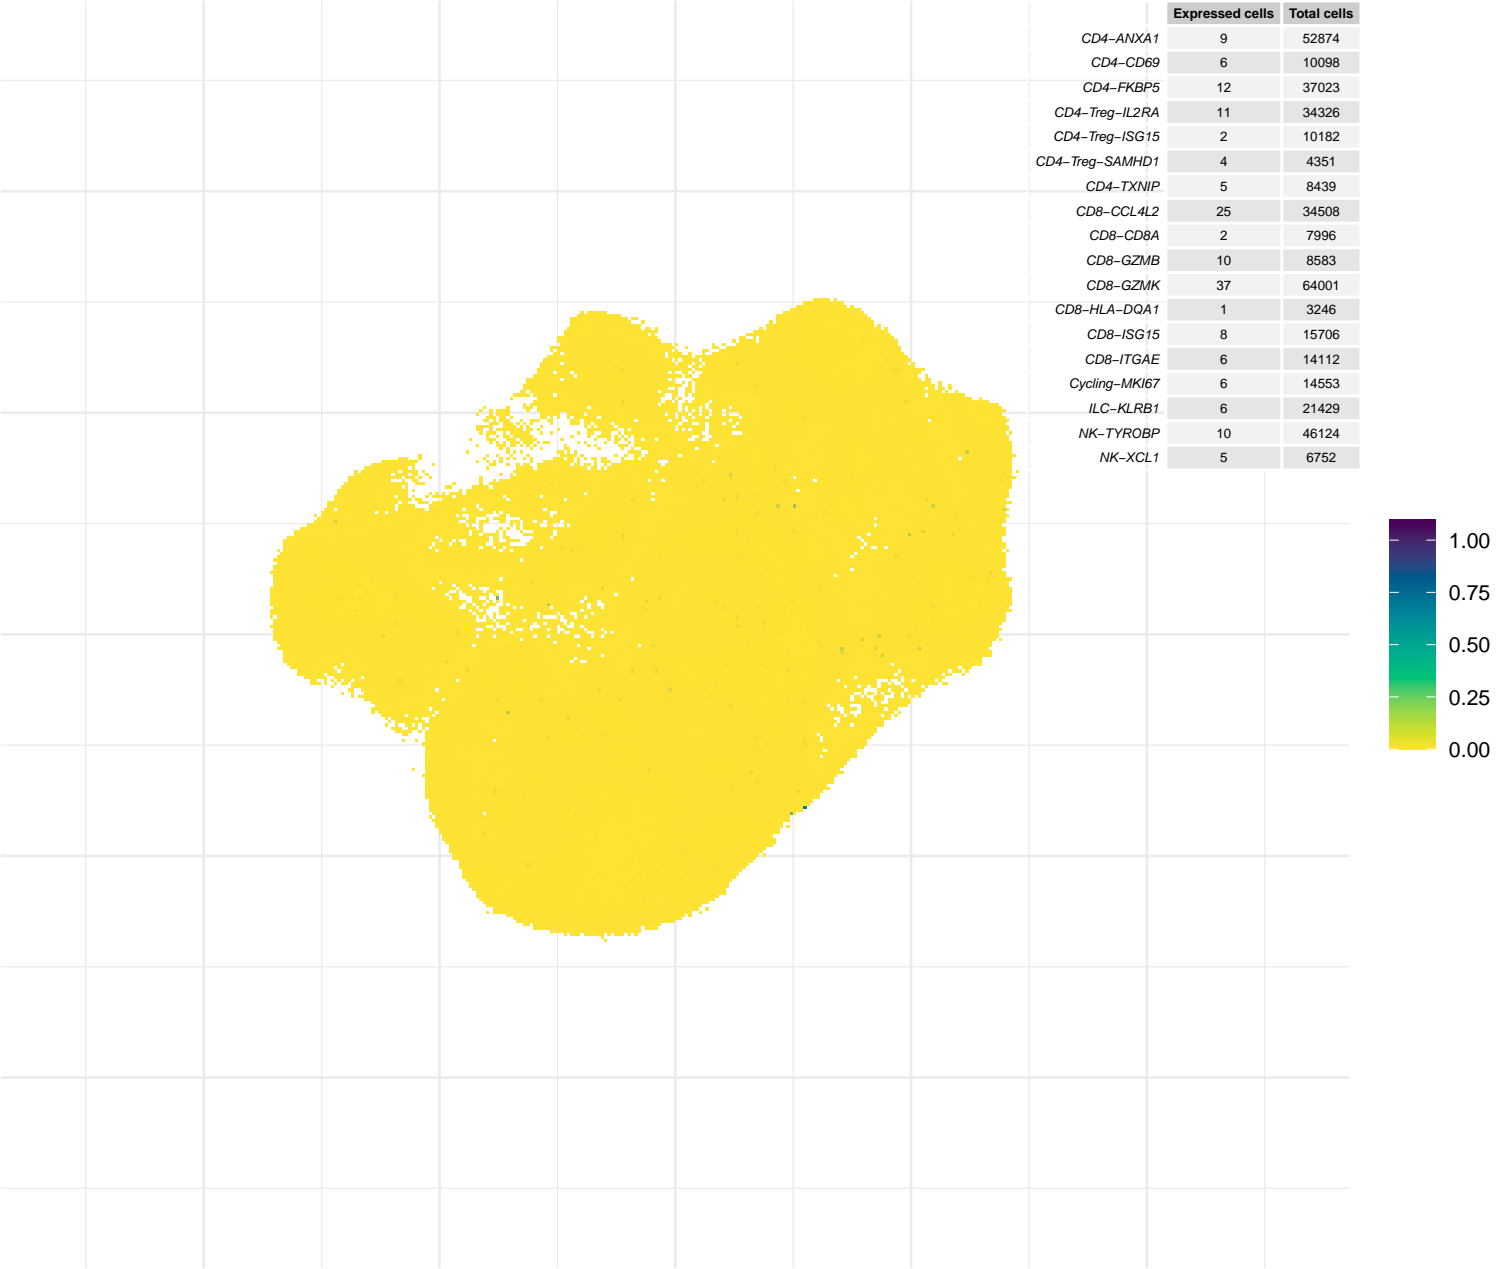 Expressed cells Total cells
CD4−ANXA1 9 52874
CD4−CD69 6 10098
CD4−FKBP5 12 37023
CD4−Treg−IL2RA 11 34326
CD4−Treg−ISG15 2 10182
CD4−Treg−SAMHD1 4 4351
CD4−TXNIP 5 8439
CD8−CCL4L2 25 34508
CD8−CD8A 2 7996
CD8−GZMB 10 8583
CD8−GZMK 37 64001
CD8−HLA−DQA1 1 3246
CD8−ISG15 8 15706
CD8−ITGAE 6 14112
Cycling−MKI67 6 14553
ILC−KLRB1 6 21429
NK−TYROBP 10 46124
NK−XCL1 5 6752
1.00
0.75
0.50
0.25
0.00